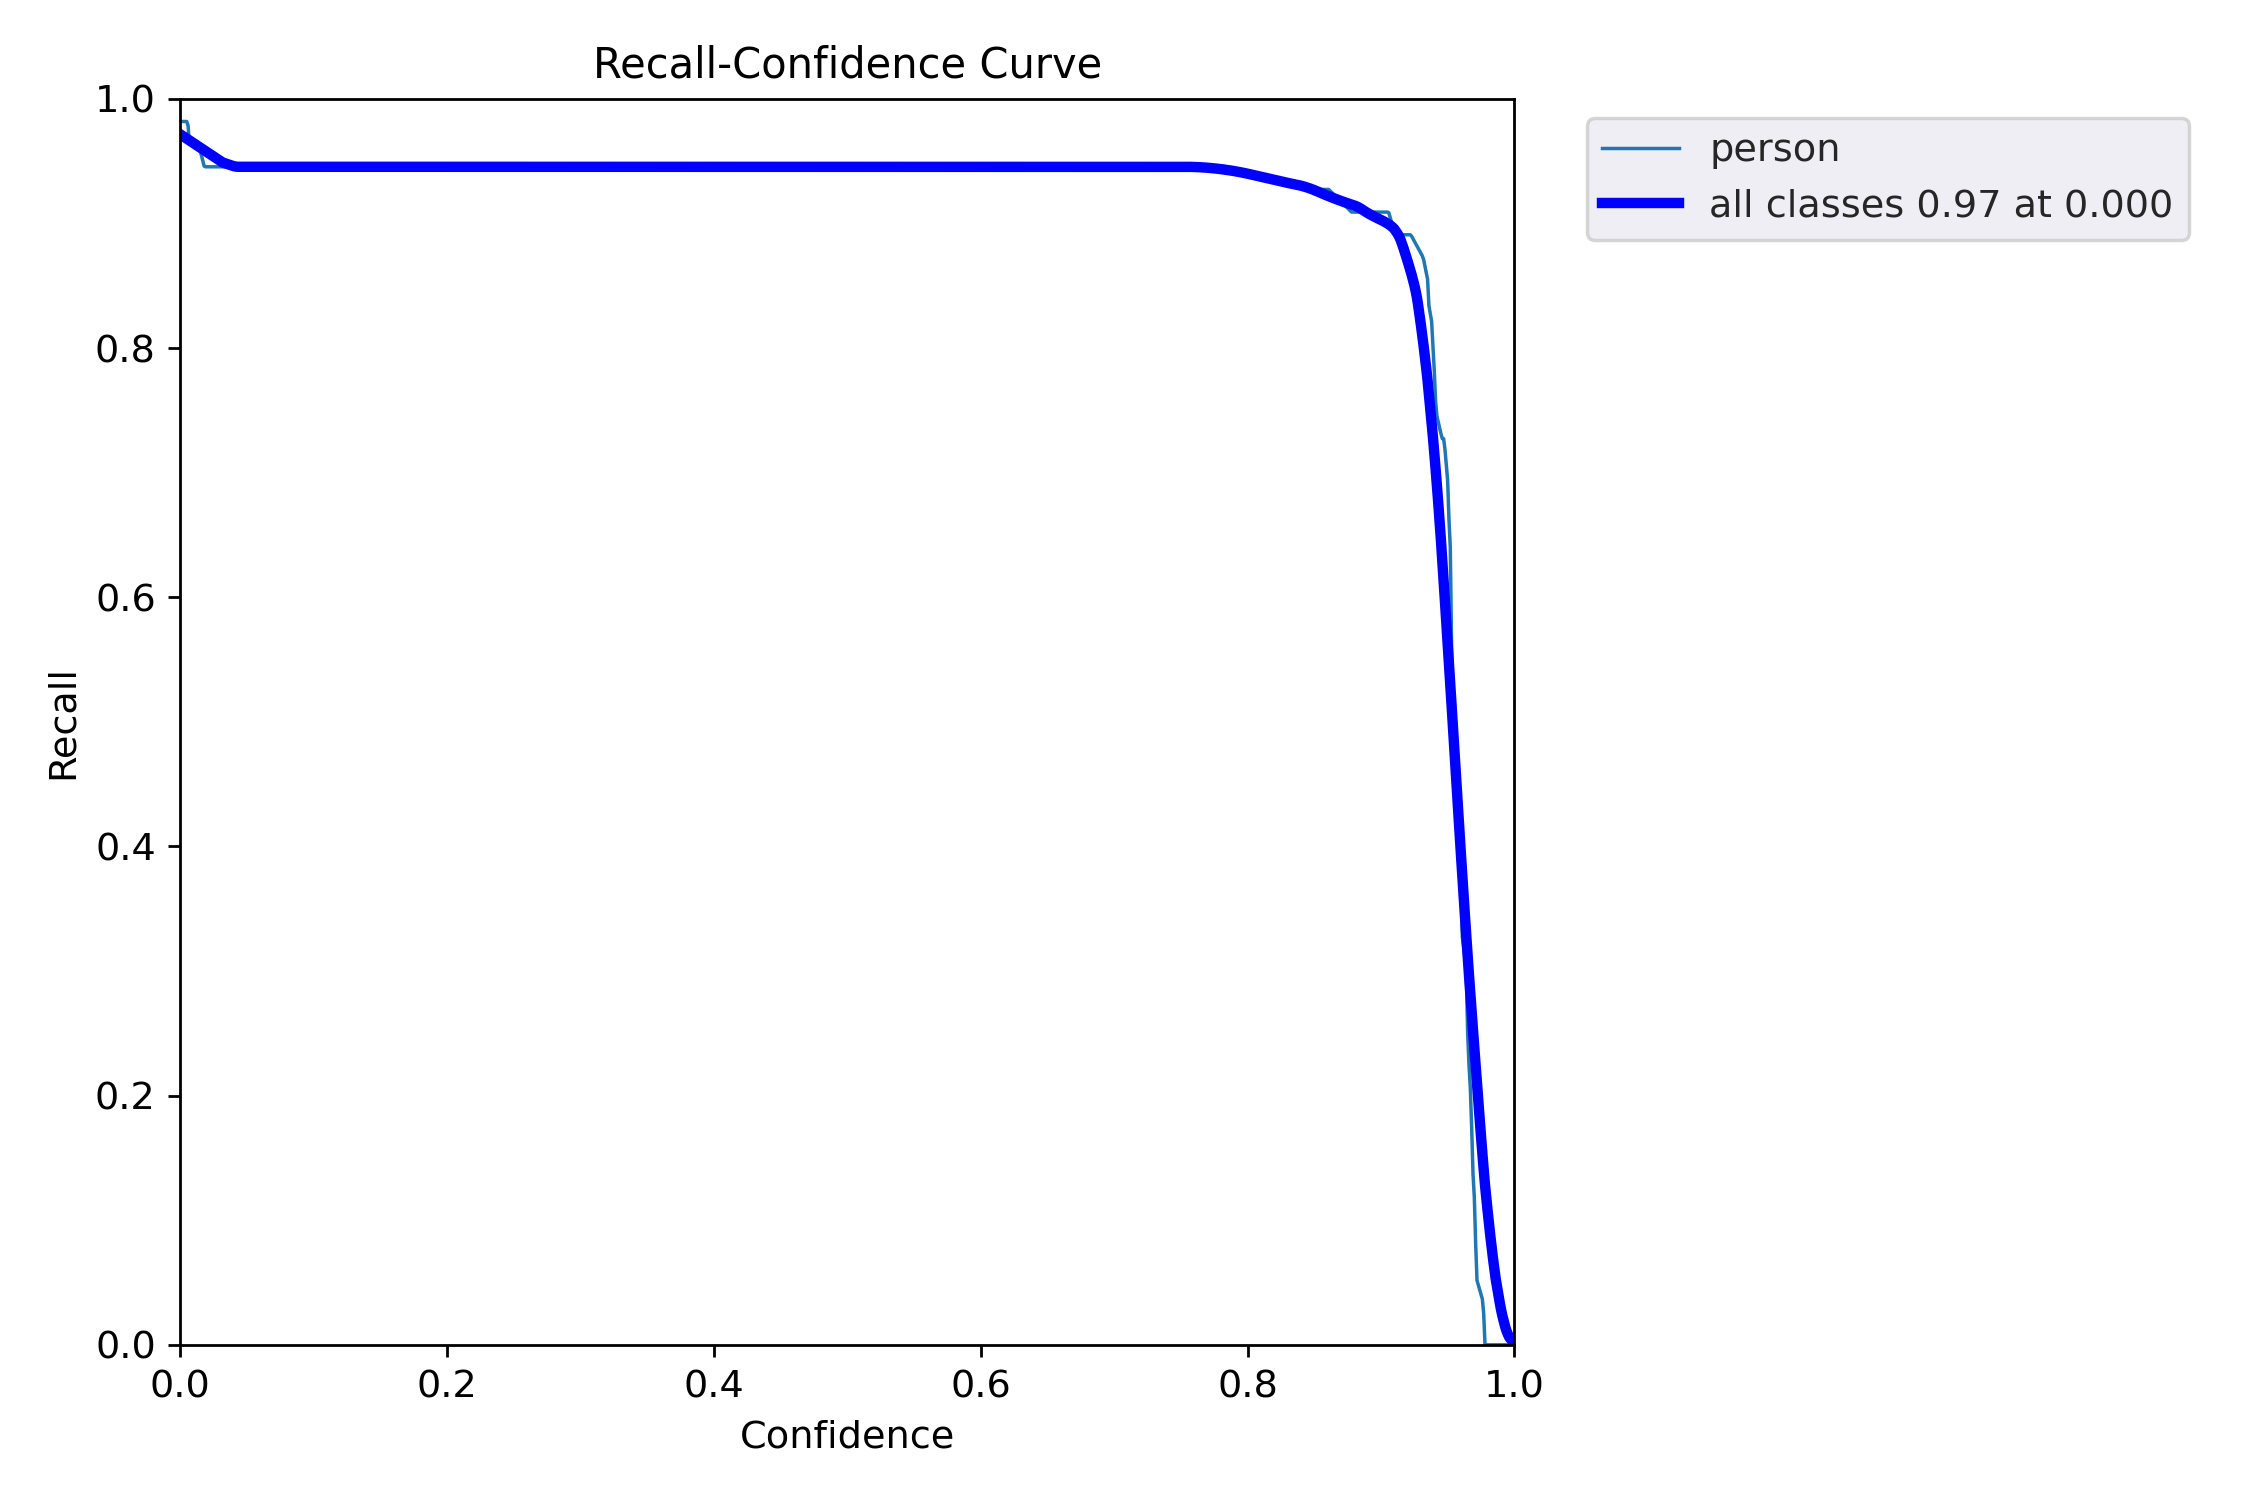 Recall-Confidence Curve
1.0
0.8
0.6
0.4
0.2
0.0
Recall
0.0 0.2 0.4 0.6 0.8 1.0
Confidence
person
all classes 0.97 at 0.000